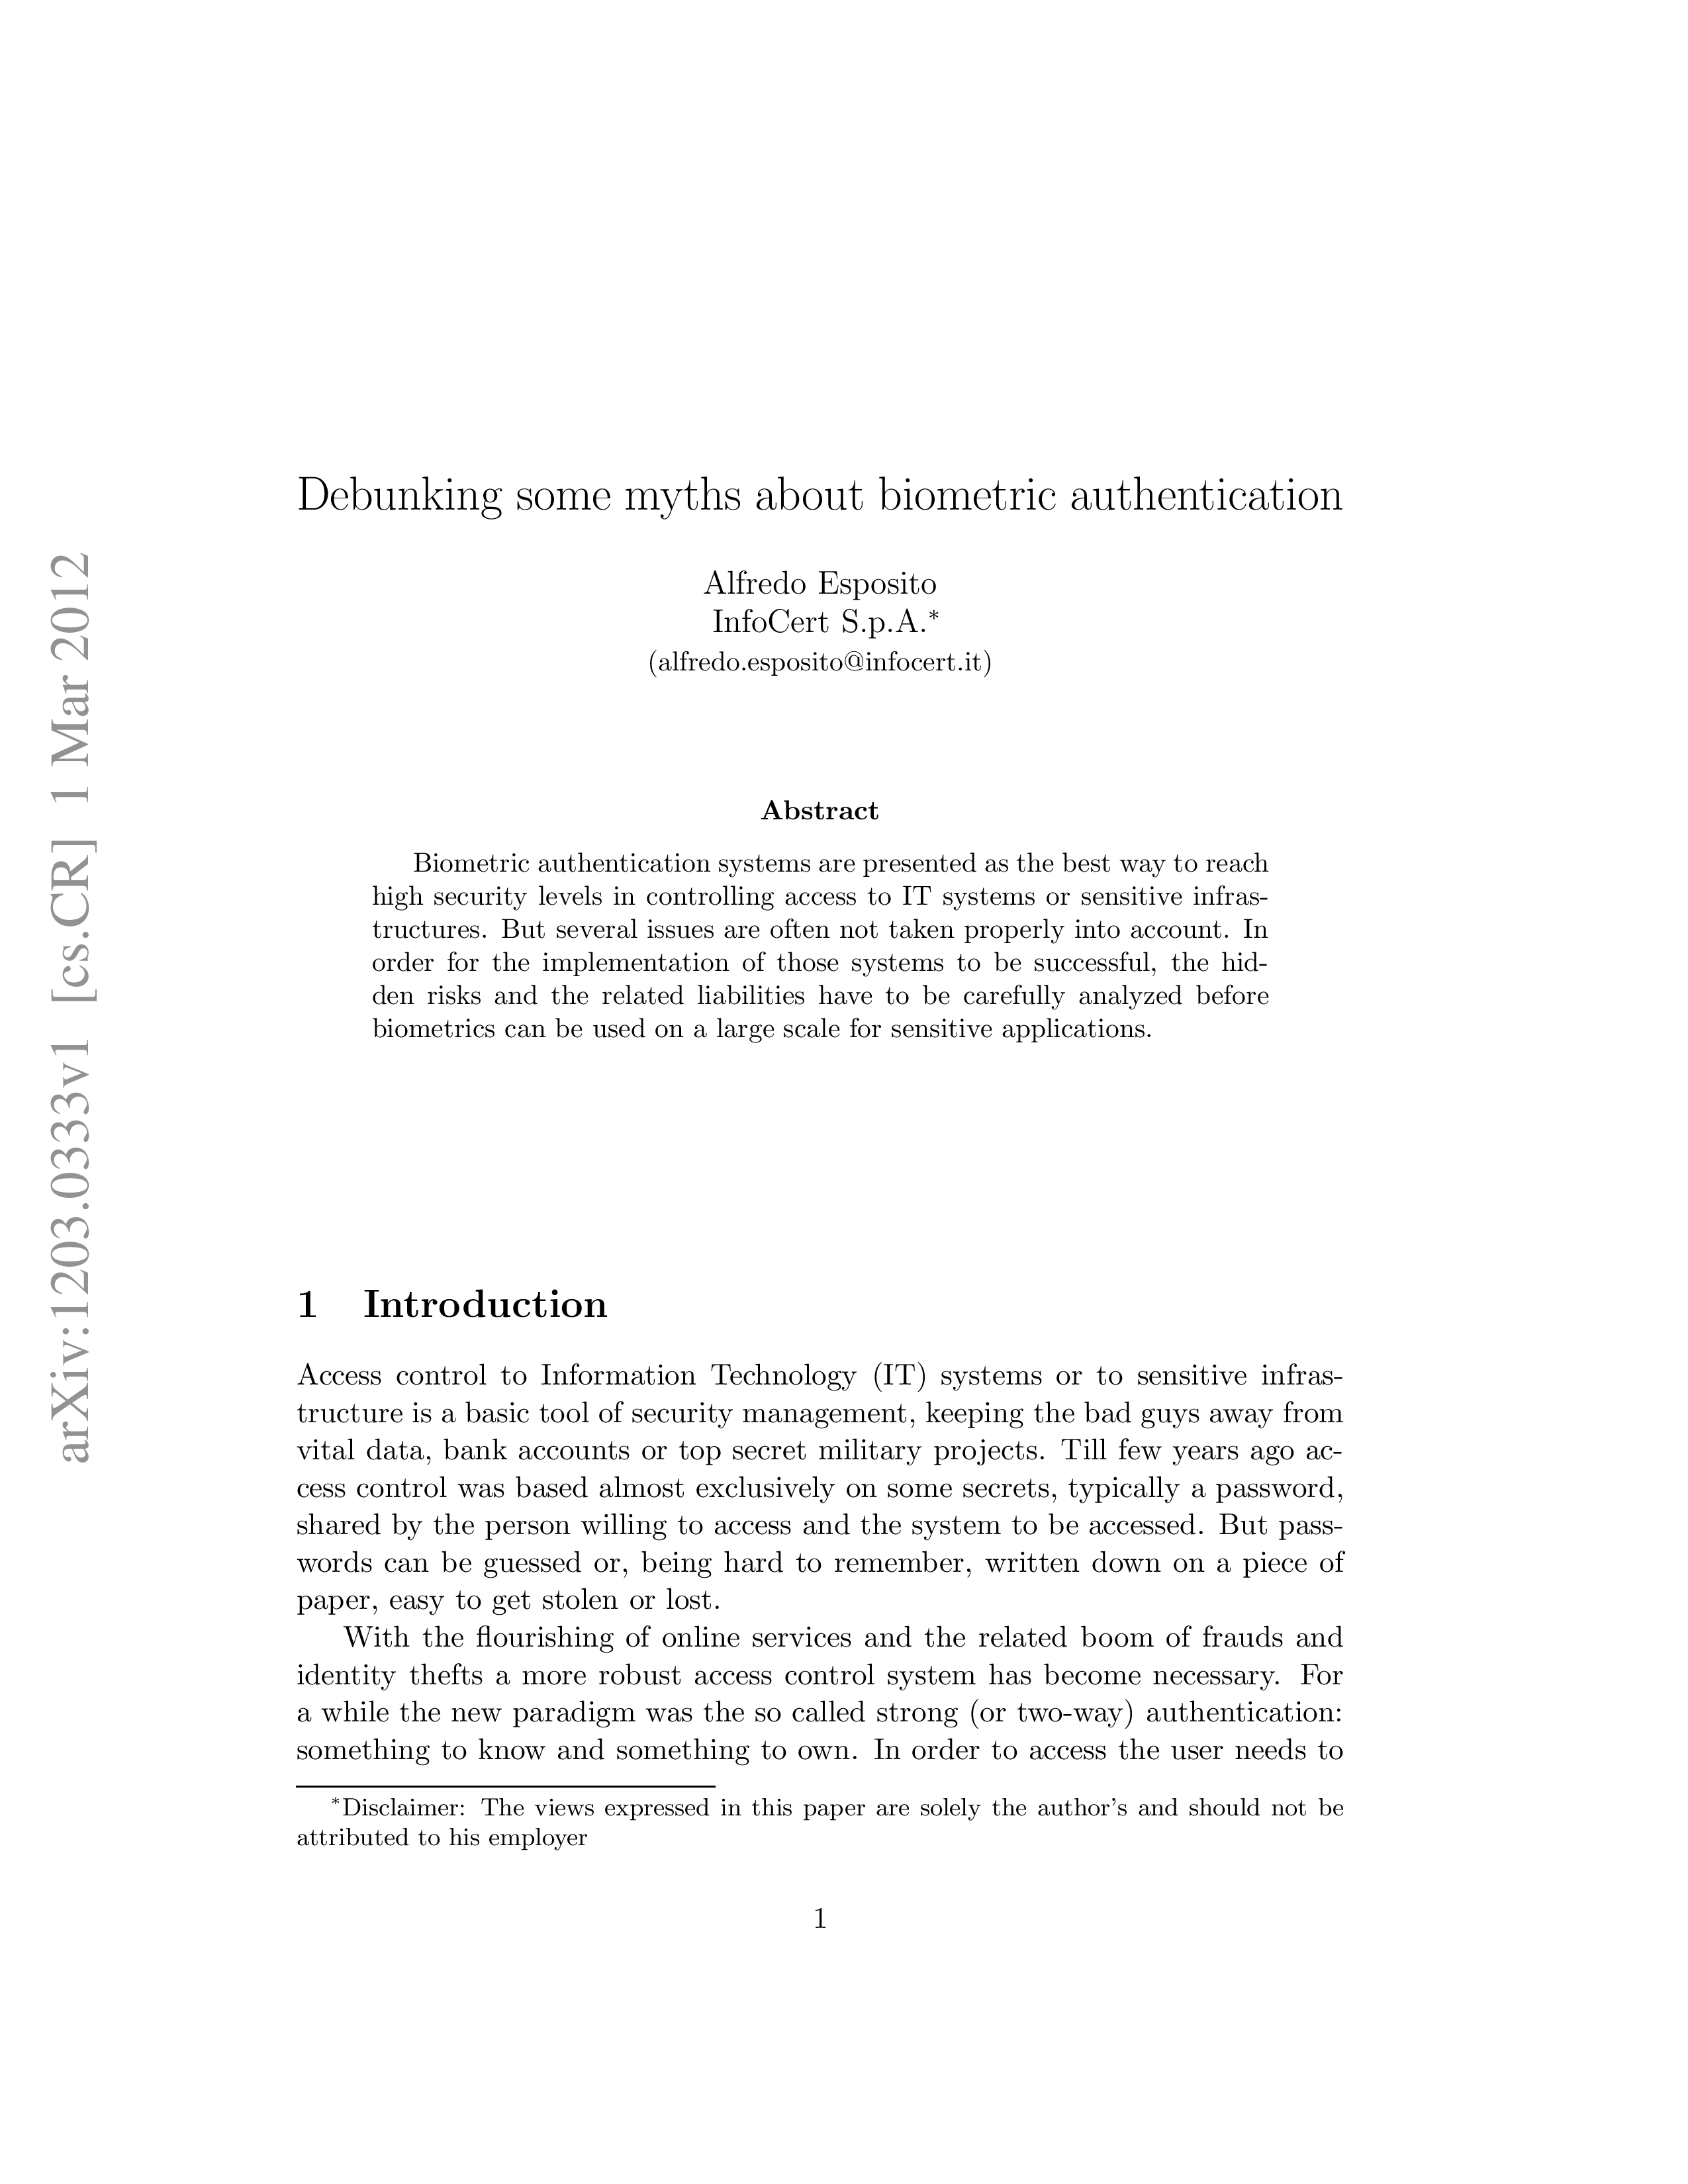 Debunking some myths about biometric authentication
Alfredo Esposito
InfoCert S.p.A.*
(alfredo.esposito@infocert.it)
Abstract
Biometric authentication systems are presented as the best way to reach
high security levels in controlling access to IT systems or sensitive infras-
tructures. But several issues are often not taken properly into account. In
order for the implementation of those systems to be successful, the hid-
den risks and the related liabilities have to be carefully analyzed before
biometrics can be used on a large scale for sensitive applications.
1 Introduction
Access control to Information Technology (IT) systems or to sensitive infras-
tructure is a basic tool of security management, keeping the bad guys away from
vital data, bank accounts or top secret military projects. Till few years ago ac-
cess control was based almost exclusively on some secrets, typically a password,
shared by the person willing to access and the system to be accessed. But pass-
words can be guessed or, being hard to remember, written down on a piece of
paper, easy to get stolen or lost.
With the flourishing of online services and the related boom of frauds and
identity thefts a more robust access control system has become necessary. For
a while the new paradigm was the so called strong (or two-way) authentication:
something to know and something to own. In order to access the user needs to
*Disclaimer: The views expressed in this paper are solely the author's and should not be
attributed to his employer
1
arXiv:1203.0333v1 [cs.CR] 1 Mar 2012